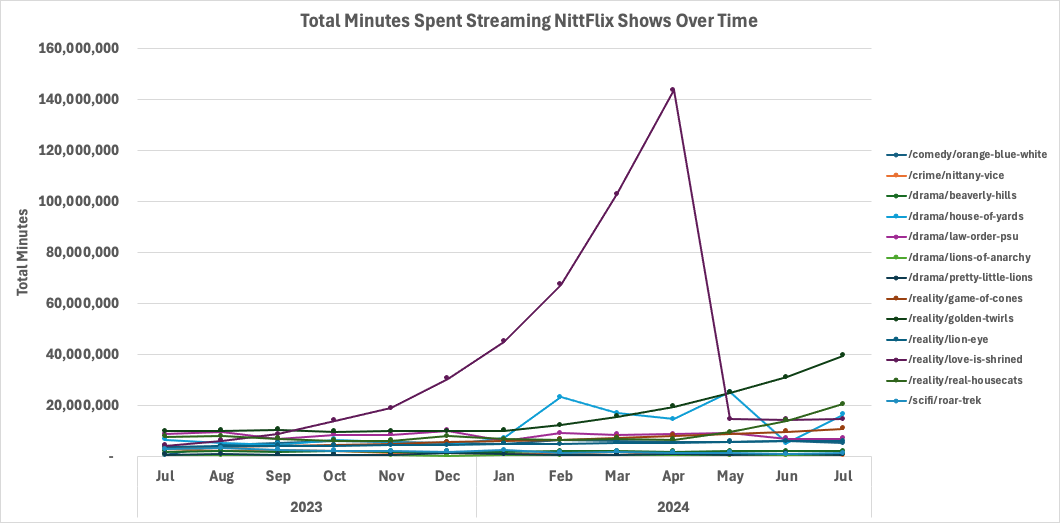 Total Minutes Spent Streaming NittFlix Shows Over Time
Total Minutes
160,000,000
140,000,000
120,000,000
100,000,000
80,000,000
60,000,000
40,000,000
20,000,000
-
Jul Aug Sep Oct Nov Dec Jan Feb Mar Apr May Jun Jul
2023 2024
/comedy/orange-blue-white
/crime/nittany-vice
/drama/beaverly-hills
/drama/house-of-yards
/drama/law-order-psu
/drama/lions-of-anarchy
/drama/pretty-little-lions
/reality/game-of-cones
/reality/golden-twirls
/reality/lion-eye
/reality/love-is-shrined
/reality/real-housecats
/scifi/roar-trek